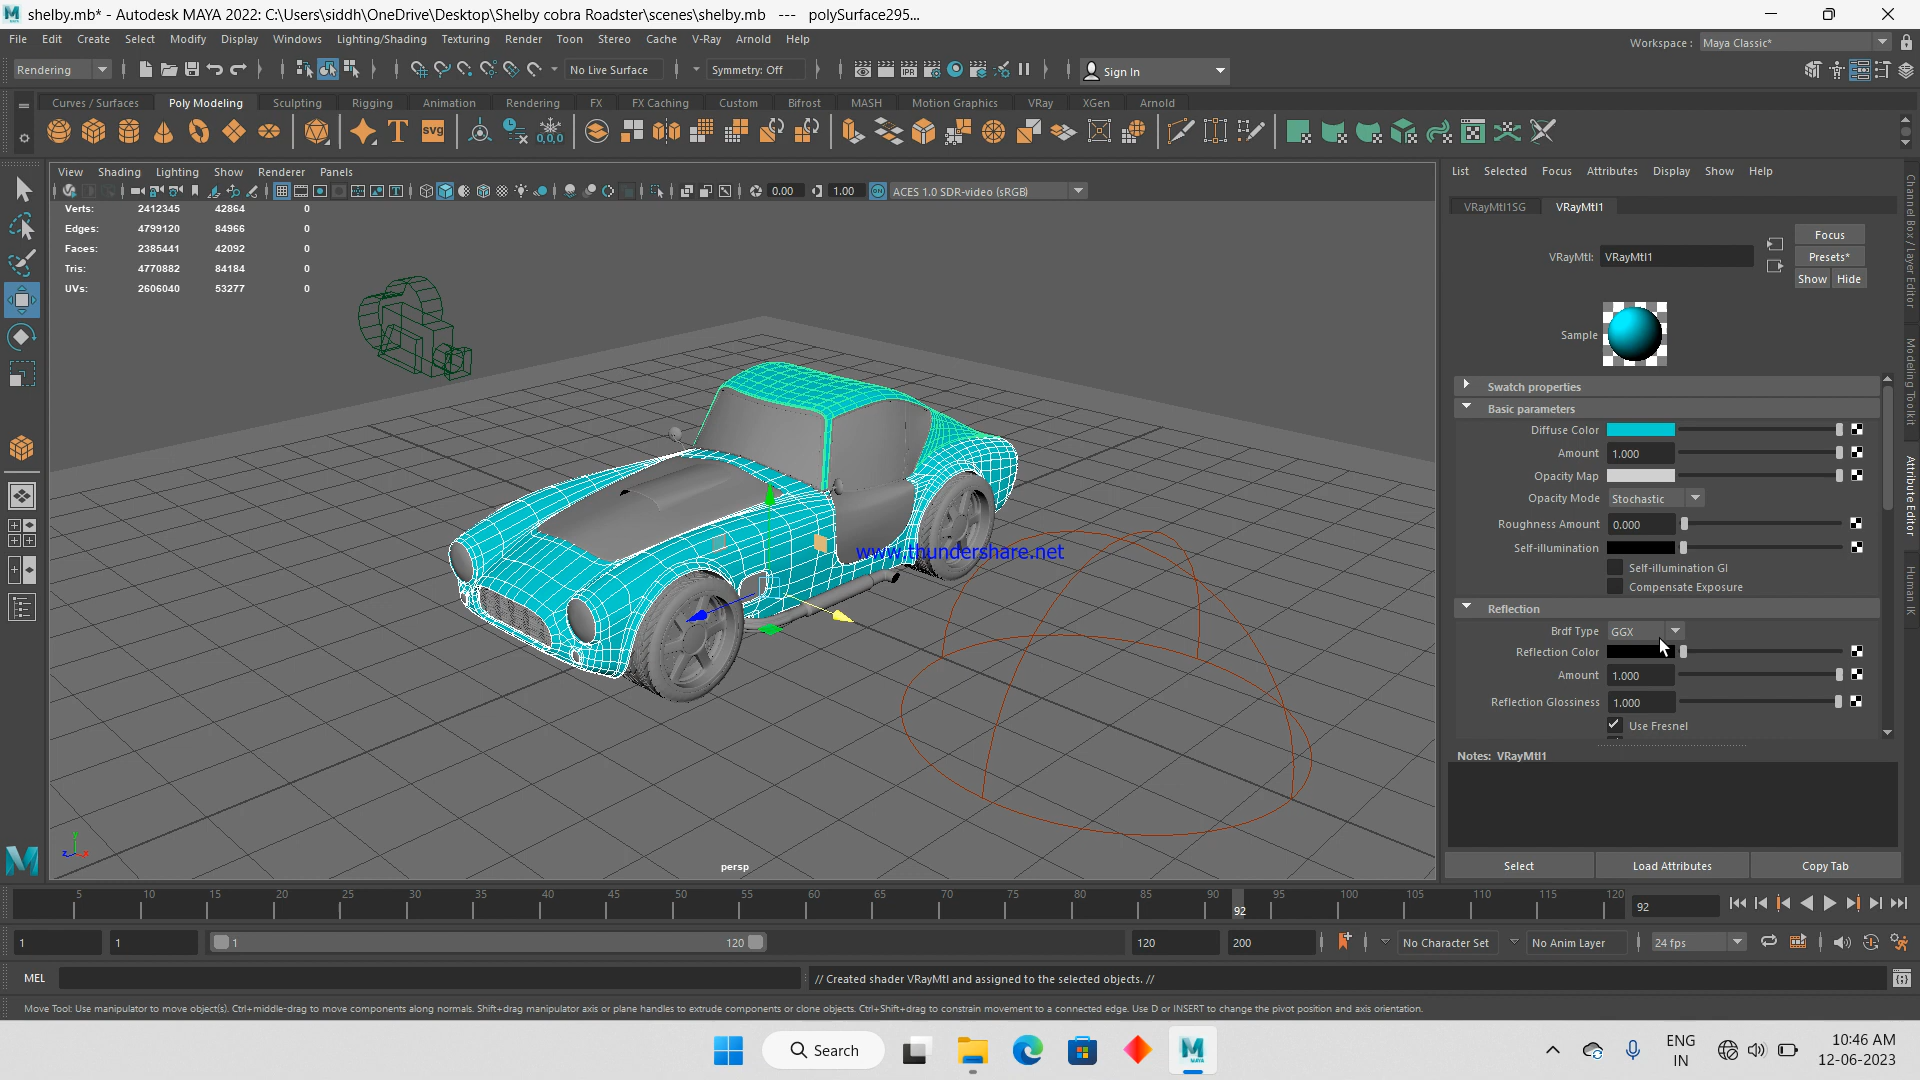 shelby.mb* - Autodesk MAYA 2022: C:\Users\siddh\OneDrive\Desktop\Shelby cobra Roadster\scenes\shelby.mb --- polySurface295...
File Edit Create Select Modify Display Windows Lighting/Shading Texturing Render Toon Stereo Cache V-Ray Arnold Help
Workspace : Maya Classic*
Rendering No Live Surface Symmetry: Off Sign In
Curves / Surfaces Poly Modeling Sculpting Rigging Animation Rendering FX FX Caching Custom Bifrost MASH Motion Graphics VRay XGen Arnold
View Shading Lighting Show Renderer Panels
0.00 1.00 ACES 1.0 SDR-video (sRGB)
Verts: 2412345 42864 0
Edges: 4799120 84966 0
Faces: 2385441 42092 0
Tris: 4770882 84184 0
UVs: 2606040 53277 0
www.thundershare.net
persp
List Selected Focus Attributes Display Show Help
VRayMtl1SG VRayMtl1
VRayMtl: VRayMtl1
Focus
Presets*
Show Hide
Sample
Swatch properties
Basic parameters
Diffuse Color
Amount 1.000
Opacity Map
Opacity Mode Stochastic
Roughness Amount 0.000
Self-illumination
Self-illumination GI
Compensate Exposure
Reflection
Brdf Type GGX
Reflection Color
Amount 1.000
Reflection Glossiness 1.000
Use Fresnel
Notes: VRayMtl1
Select Load Attributes Copy Tab
Channel Box / Layer Editor
Modeling Toolkit
Attribute Editor
Human IK
5 10 15 20 25 30 35 40 45 50 55 60 65 70 75 80 85 90 95 100 105 110 115 120
92 92
1 1 1 120 120 200 No Character Set No Anim Layer 24 fps
MEL // Created shader VRayMtl and assigned to the selected objects. //
Move Tool: Use manipulator to move object(s). Ctrl+middle-drag to move components along normals. Shift+drag manipulator axis or plane handles to extrude components or clone objects. Ctrl+Shift+drag to constrain movement to a connected edge. Use D or INSERT to change the pivot position and axis orientation.
Search
ENG
IN
10:46 AM
12-06-2023